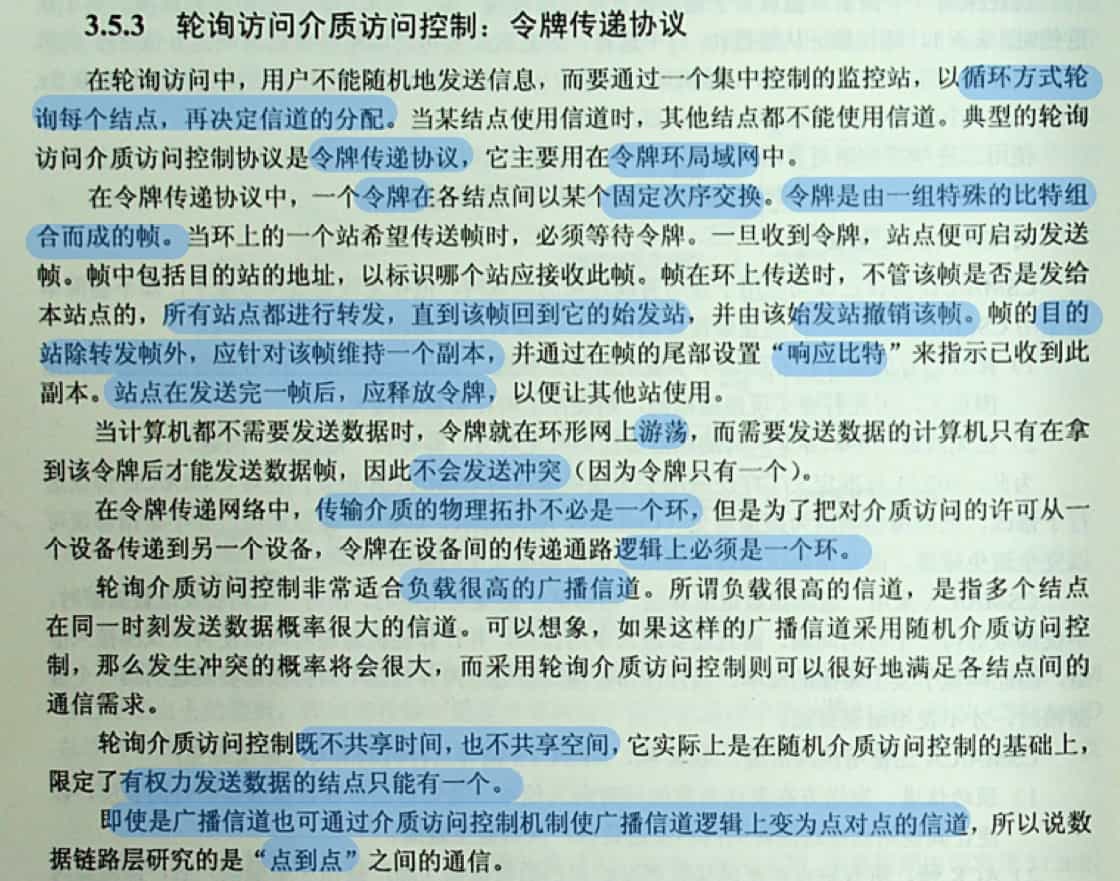 3.5.3 轮询访问介质访问控制：令牌传递协议
在轮询访问中，用户不能随机地发送信息，而要通过一个集中控制的监控站，以循环方式轮
询每个结点，再决定信道的分配。当某结点使用信道时，其他结点都不能使用信道。典型的轮询
访问介质访问控制协议是令牌传递协议，它主要用在令牌环局域网中。
在令牌传递协议中，一个令牌在各结点间以某个固定次序交换。令牌是由一组特殊的比特组
合而成的帧。当环上的一个站希望传送帧时，必须等待令牌。一旦收到令牌，站点便可启动发送
帧。帧中包括目的站的地址，以标识哪个站应接收此帧。帧在环上传送时，不管该帧是否是发给
本站点的，所有站点都进行转发，直到该帧回到它的始发站，并由该始发站撤销该帧。帧的目的
站除转发帧外，应针对该帧维持一个副本，并通过在帧的尾部设置“响应比特”来指示已收到此
副本。站点在发送完一帧后，应释放令牌，以便让其他站使用。
当计算机都不需要发送数据时，令牌就在环形网上游荡，而需要发送数据的计算机只有在拿
到该令牌后才能发送数据帧，因此不会发送冲突（因为令牌只有一个）。
在令牌传递网络中，传输介质的物理拓扑不必是一个环，但是为了把对介质访问的许可从一
个设备传递到另一个设备，令牌在设备间的传递通路逻辑上必须是一个环。
轮询介质访问控制非常适合负载很高的广播信道。所谓负载很高的信道，是指多个结点
在同一时刻发送数据概率很大的信道。可以想象，如果这样的广播信道采用随机介质访问控
制，那么发生冲突的概率将会很大，而采用轮询介质访问控制则可以很好地满足各结点间的
通信需求。
轮询介质访问控制既不共享时间，也不共享空间，它实际上是在随机介质访问控制的基础上，
限定了有权力发送数据的结点只能有一个。
即使是广播信道也可通过介质访问控制机制使广播信道逻辑上变为点对点的信道，所以说数
据链路层研究的是“点到点”之间的通信。